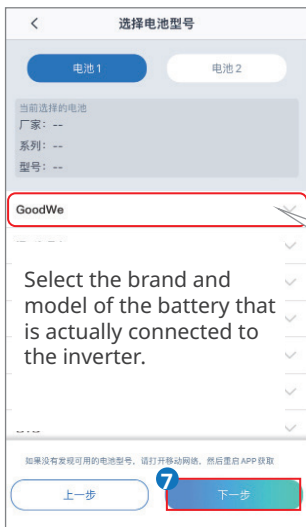 选择电池型号
电池1
电池2
当前选择的电池
厂家: --
系列: --
型号: --
GoodWe
Select the brand and
model of the battery that
is actually connected to
the inverter.
如果没有发现可用的电池型号，请打开移动网络，然后重启APP获取
7
上一步
下一步